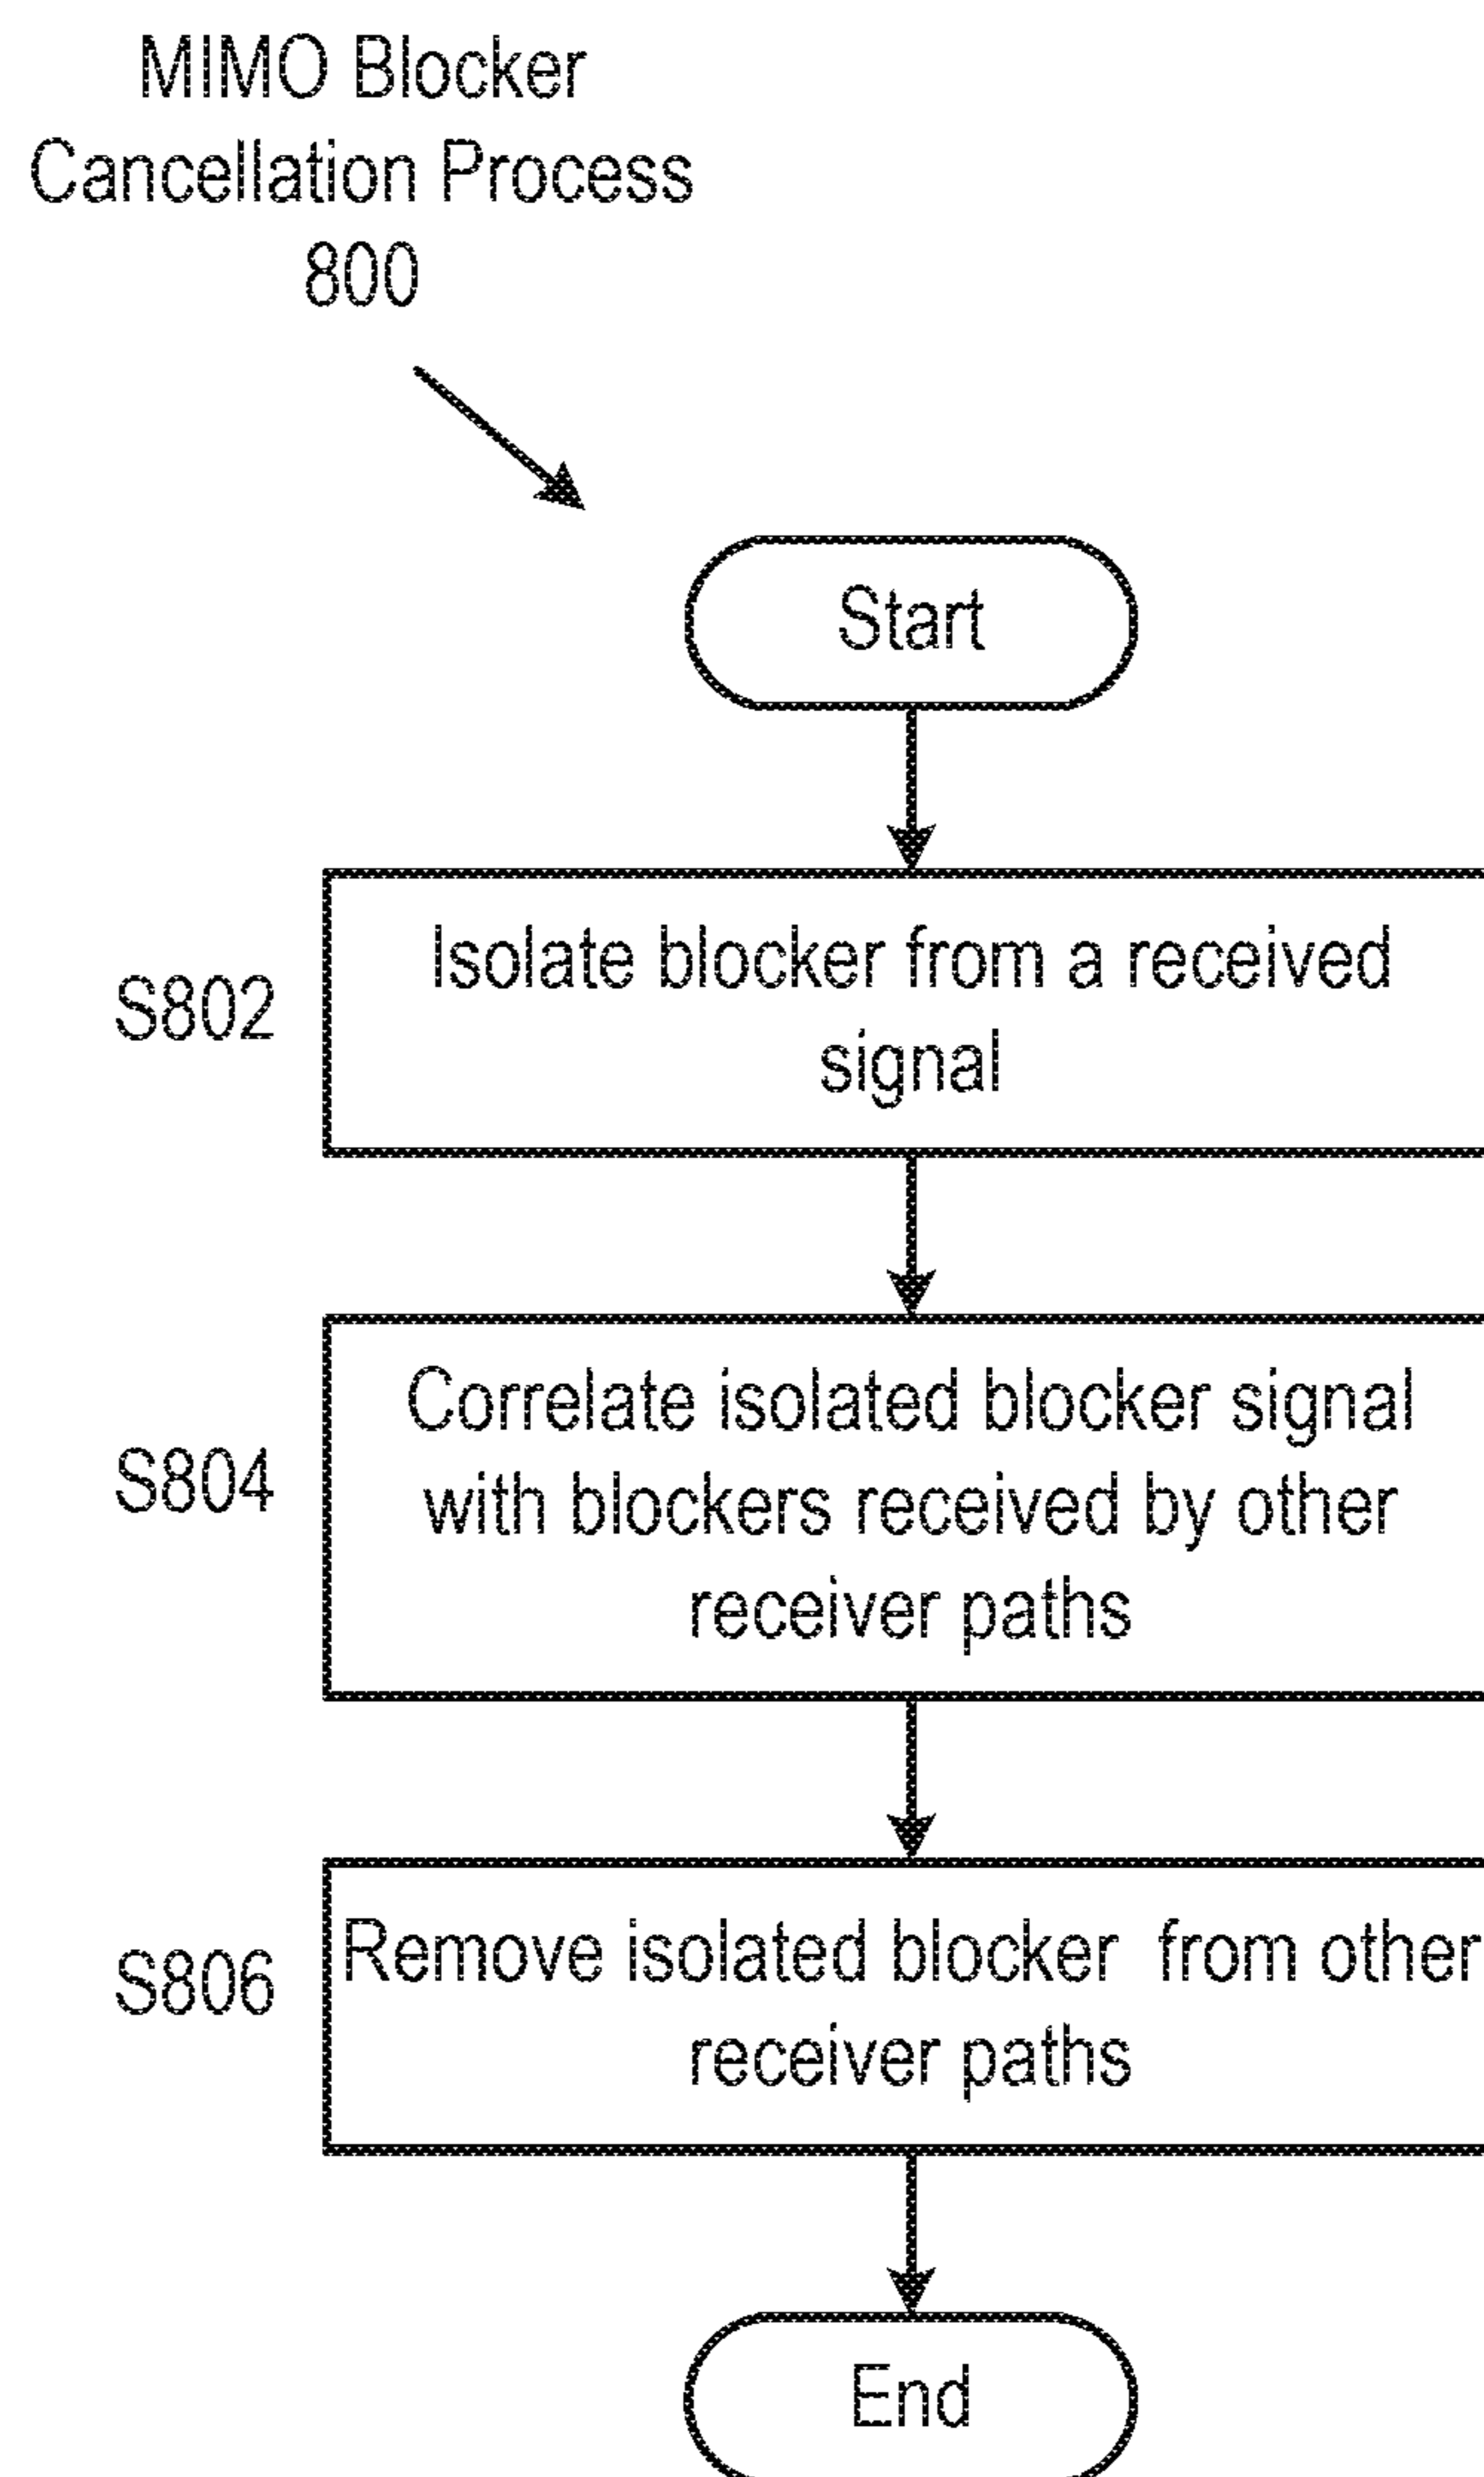 MIMO Blocker
Cancellation Process
800
Start
S802
Isolate blocker from a received
signal
S804
Correlate isolated blocker signal
with blockers received by other
receiver paths
S806
Remove isolated blocker from other
receiver paths
End